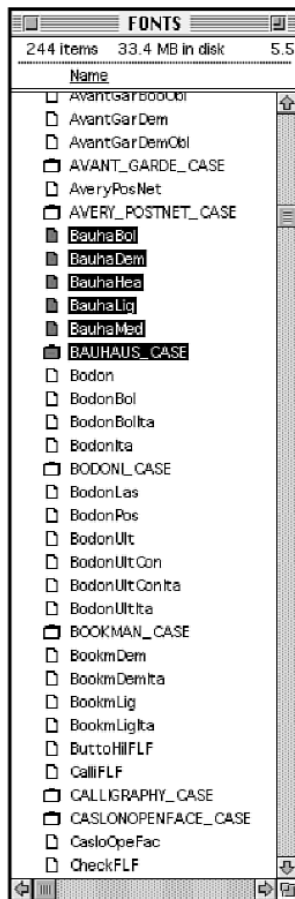 FONTS
244 items 33.4 MB in disk 5.5
Name
AvantGarBooObl
AvantGarDem
AvantGarDemObl
AVANT_GARDE_CASE
AveryPosNet
AVERY_POSTNET_CASE
BauhaBol
BauhaDem
BauhaHea
BauhaLig
BauhaMed
BAUHAUS_CASE
Bodon
BodonBol
BodonBolIta
BodonIta
BODONI_CASE
BodonLas
BodonPos
BodonUlt
BodonUltCon
BodonUltConIta
BodonUltIta
BOOKMAN_CASE
BookmDem
BookmDemIta
BookmLig
BookmLigIta
ButtoHilFLF
CalliFLF
CALLIGRAPHY_CASE
CASLONOPENFACE_CASE
CasloOpeFac
CheckFLF